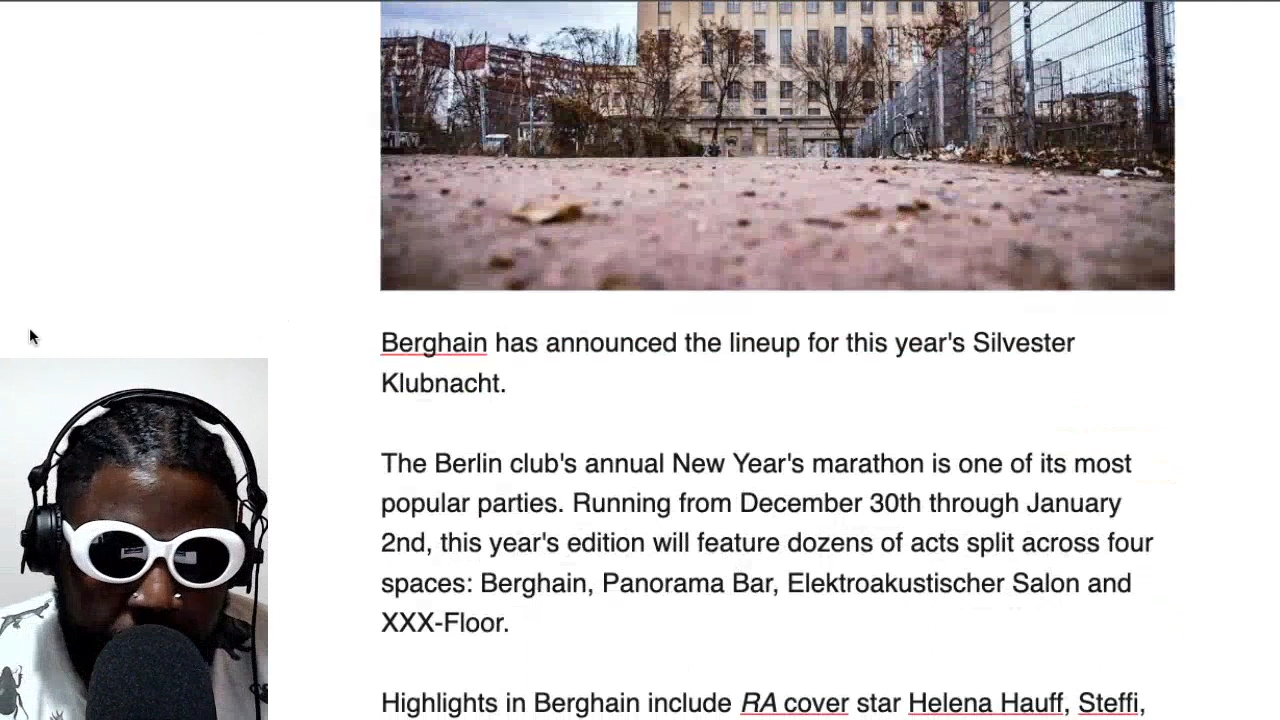 Berghain has announced the lineup for this year's Silvester
Klubnacht.
The Berlin club's annual New Year's marathon is one of its most
popular parties. Running from December 30th through January
2nd, this year's edition will feature dozens of acts split across four
spaces: Berghain, Panorama Bar, Elektroakustischer Salon and
XXX-Floor.
Highlights in Berghain include RA cover star Helena Hauff, Steffi,